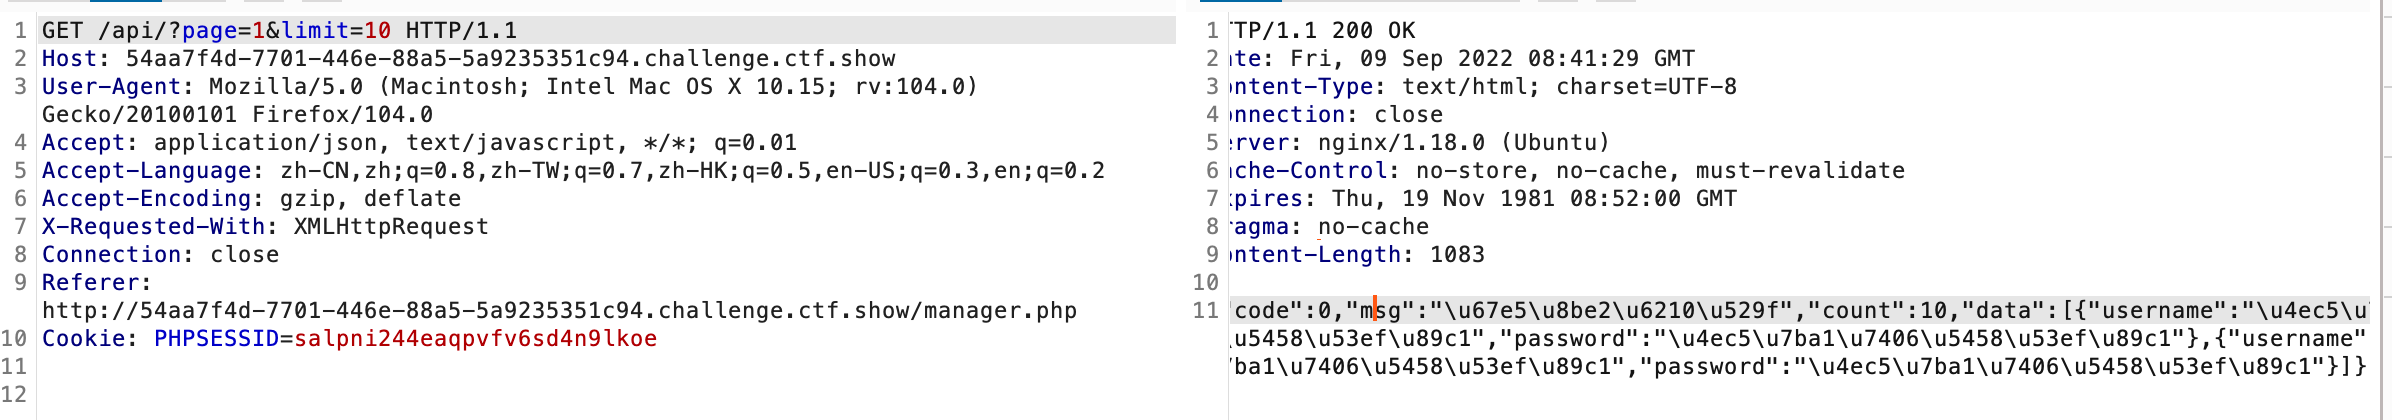 1 GET /api/?page=1&limit=10 HTTP/1.1
2 Host: 54aa7f4d-7701-446e-88a5-5a9235351c94.challenge.ctf.show
3 User-Agent: Mozilla/5.0 (Macintosh; Intel Mac OS X 10.15; rv:104.0)
Gecko/20100101 Firefox/104.0
4 Accept: application/json, text/javascript, */*; q=0.01
5 Accept-Language: zh-CN,zh;q=0.8,zh-TW;q=0.7,zh-HK;q=0.5,en-US;q=0.3,en;q=0.2
6 Accept-Encoding: gzip, deflate
7 X-Requested-With: XMLHttpRequest
8 Connection: close
9 Referer:
http://54aa7f4d-7701-446e-88a5-5a9235351c94.challenge.ctf.show/manager.php
10 Cookie: PHPSESSID=salpni244eaqpvfv6sd4n9lkoe
11
12
1 TP/1.1 200 OK
2 te: Fri, 09 Sep 2022 08:41:29 GMT
3 ntent-Type: text/html; charset=UTF-8
4 nnection: close
5 rver: nginx/1.18.0 (Ubuntu)
6 che-Control: no-store, no-cache, must-revalidate
7 pires: Thu, 19 Nov 1981 08:52:00 GMT
8 agma: no-cache
9 ntent-Length: 1083
10
11 code":0,"msg":"\u67e5\u8be2\u6210\u529f","count":10,"data":[{"username":"\u4ec5\u
\u5458\u53ef\u89c1","password":"\u4ec5\u7ba1\u7406\u5458\u53ef\u89c1"},{"username"
7ba1\u7406\u5458\u53ef\u89c1","password":"\u4ec5\u7ba1\u7406\u5458\u53ef\u89c1"}]}